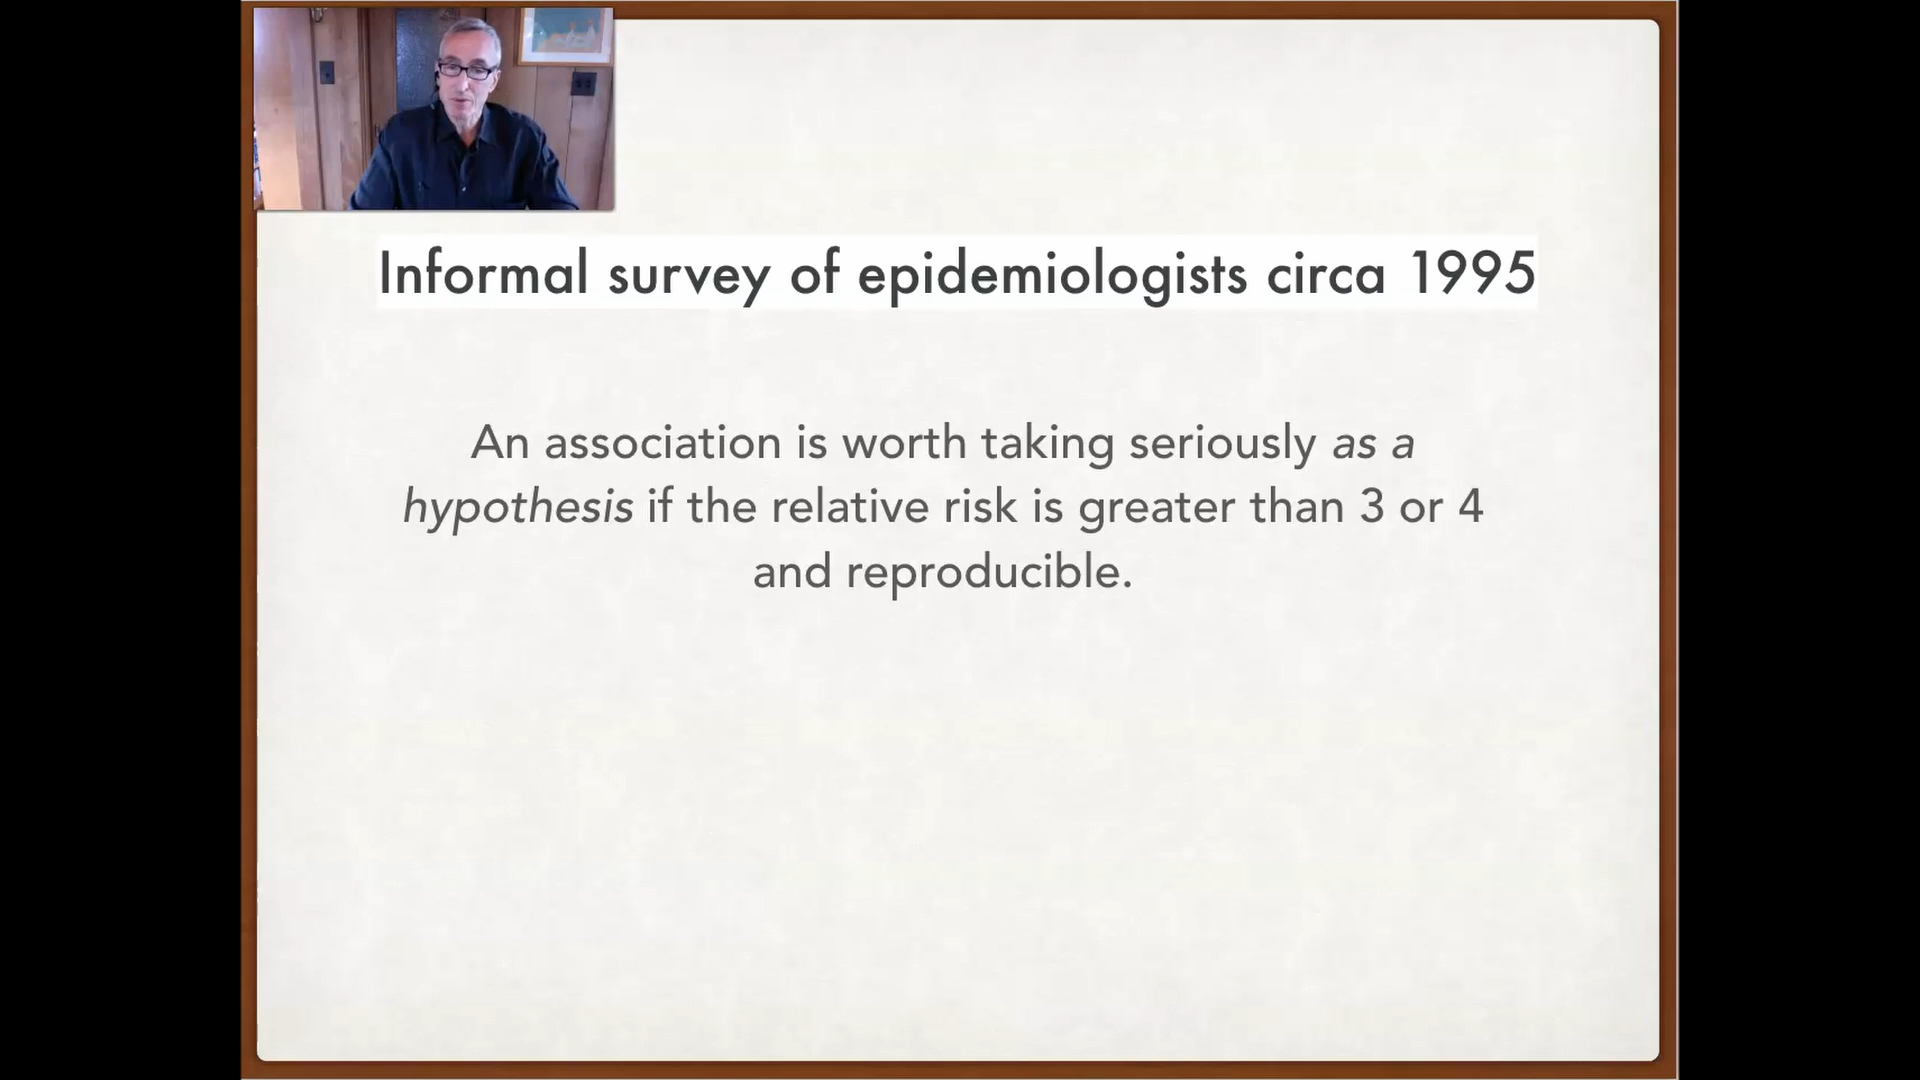 Informal survey of epidemiologists circa 1995
An association is worth taking seriously as a
hypothesis if the relative risk is greater than 3 or 4
and reproducible.